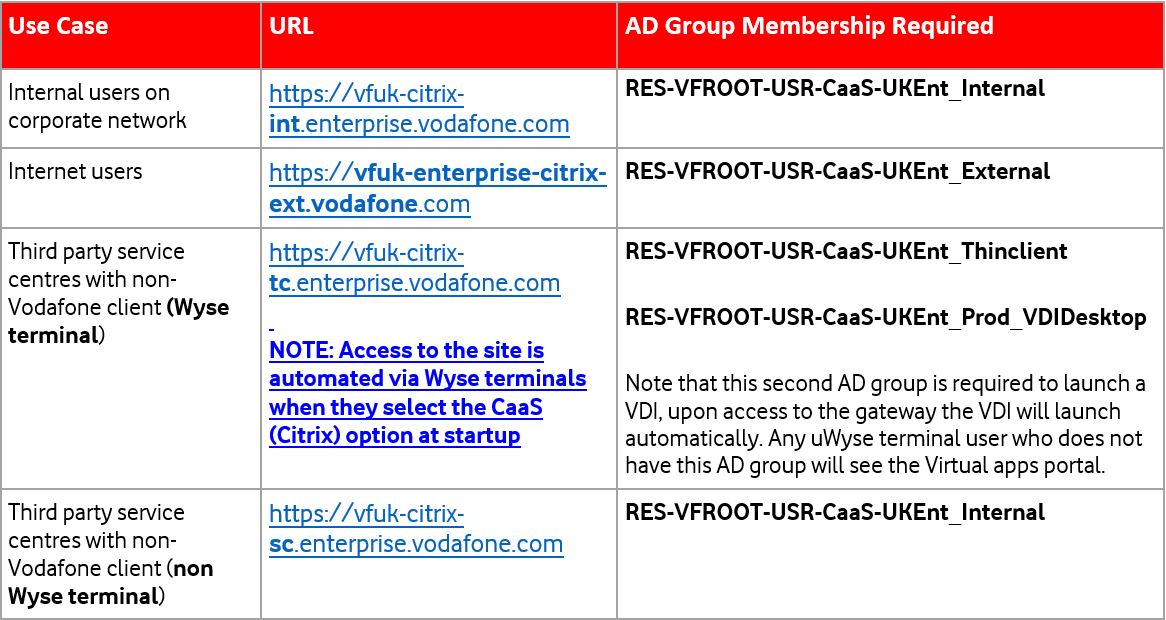 Use Case
URL
AD Group Membership Required
Internal users on
corporate network
https://vfuk-citrix-
int.enterprise.vodafone.com
RES-VFROOT-USR-CaaS-UKEnt_Internal
Internet users
https://vfuk-enterprise-citrix-
ext.vodafone.com
RES-VFROOT-USR-CaaS-UKEnt_External
Third party service
centres with non-
Vodafone client (Wyse
terminal)
https://vfuk-citrix-
tc.enterprise.vodafone.com
NOTE: Access to the site is
automated via Wyse terminals
when they select the CaaS
(Citrix) option at startup
RES-VFROOT-USR-CaaS-UKEnt_Thinclient
RES-VFROOT-USR-CaaS-UKEnt_Prod_VDIDesktop
Note that this second AD group is required to launch a
VDI, upon access to the gateway the VDI will launch
automatically. Any uWyse terminal user who does not
have this AD group will see the Virtual apps portal.
Third party service
centres with non-
Vodafone client (non
Wyse terminal)
https://vfuk-citrix-
sc.enterprise.vodafone.com
RES-VFROOT-USR-CaaS-UKEnt_Internal